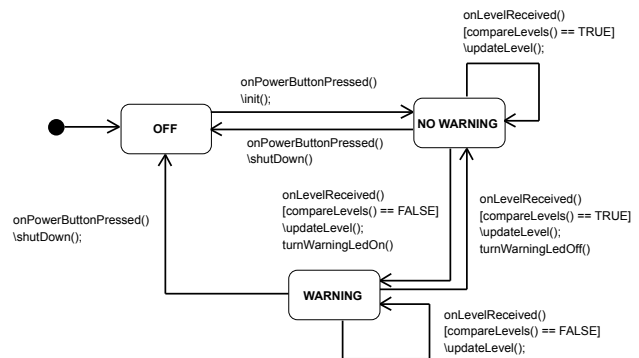 onLevelReceived()
[compareLevels() == TRUE]
\updateLevel();
onPowerButtonPressed()
\init();
OFF
NO WARNING
onPowerButtonPressed()
\shutDown()
onLevelReceived()
[compareLevels() == FALSE]
\updateLevel();
turnWarningLedOn()
onLevelReceived()
[compareLevels() == TRUE]
\updateLevel();
turnWarningLedOff()
onPowerButtonPressed()
\shutDown();
WARNING
onLevelReceived()
[compareLevels() == FALSE]
\updateLevel();